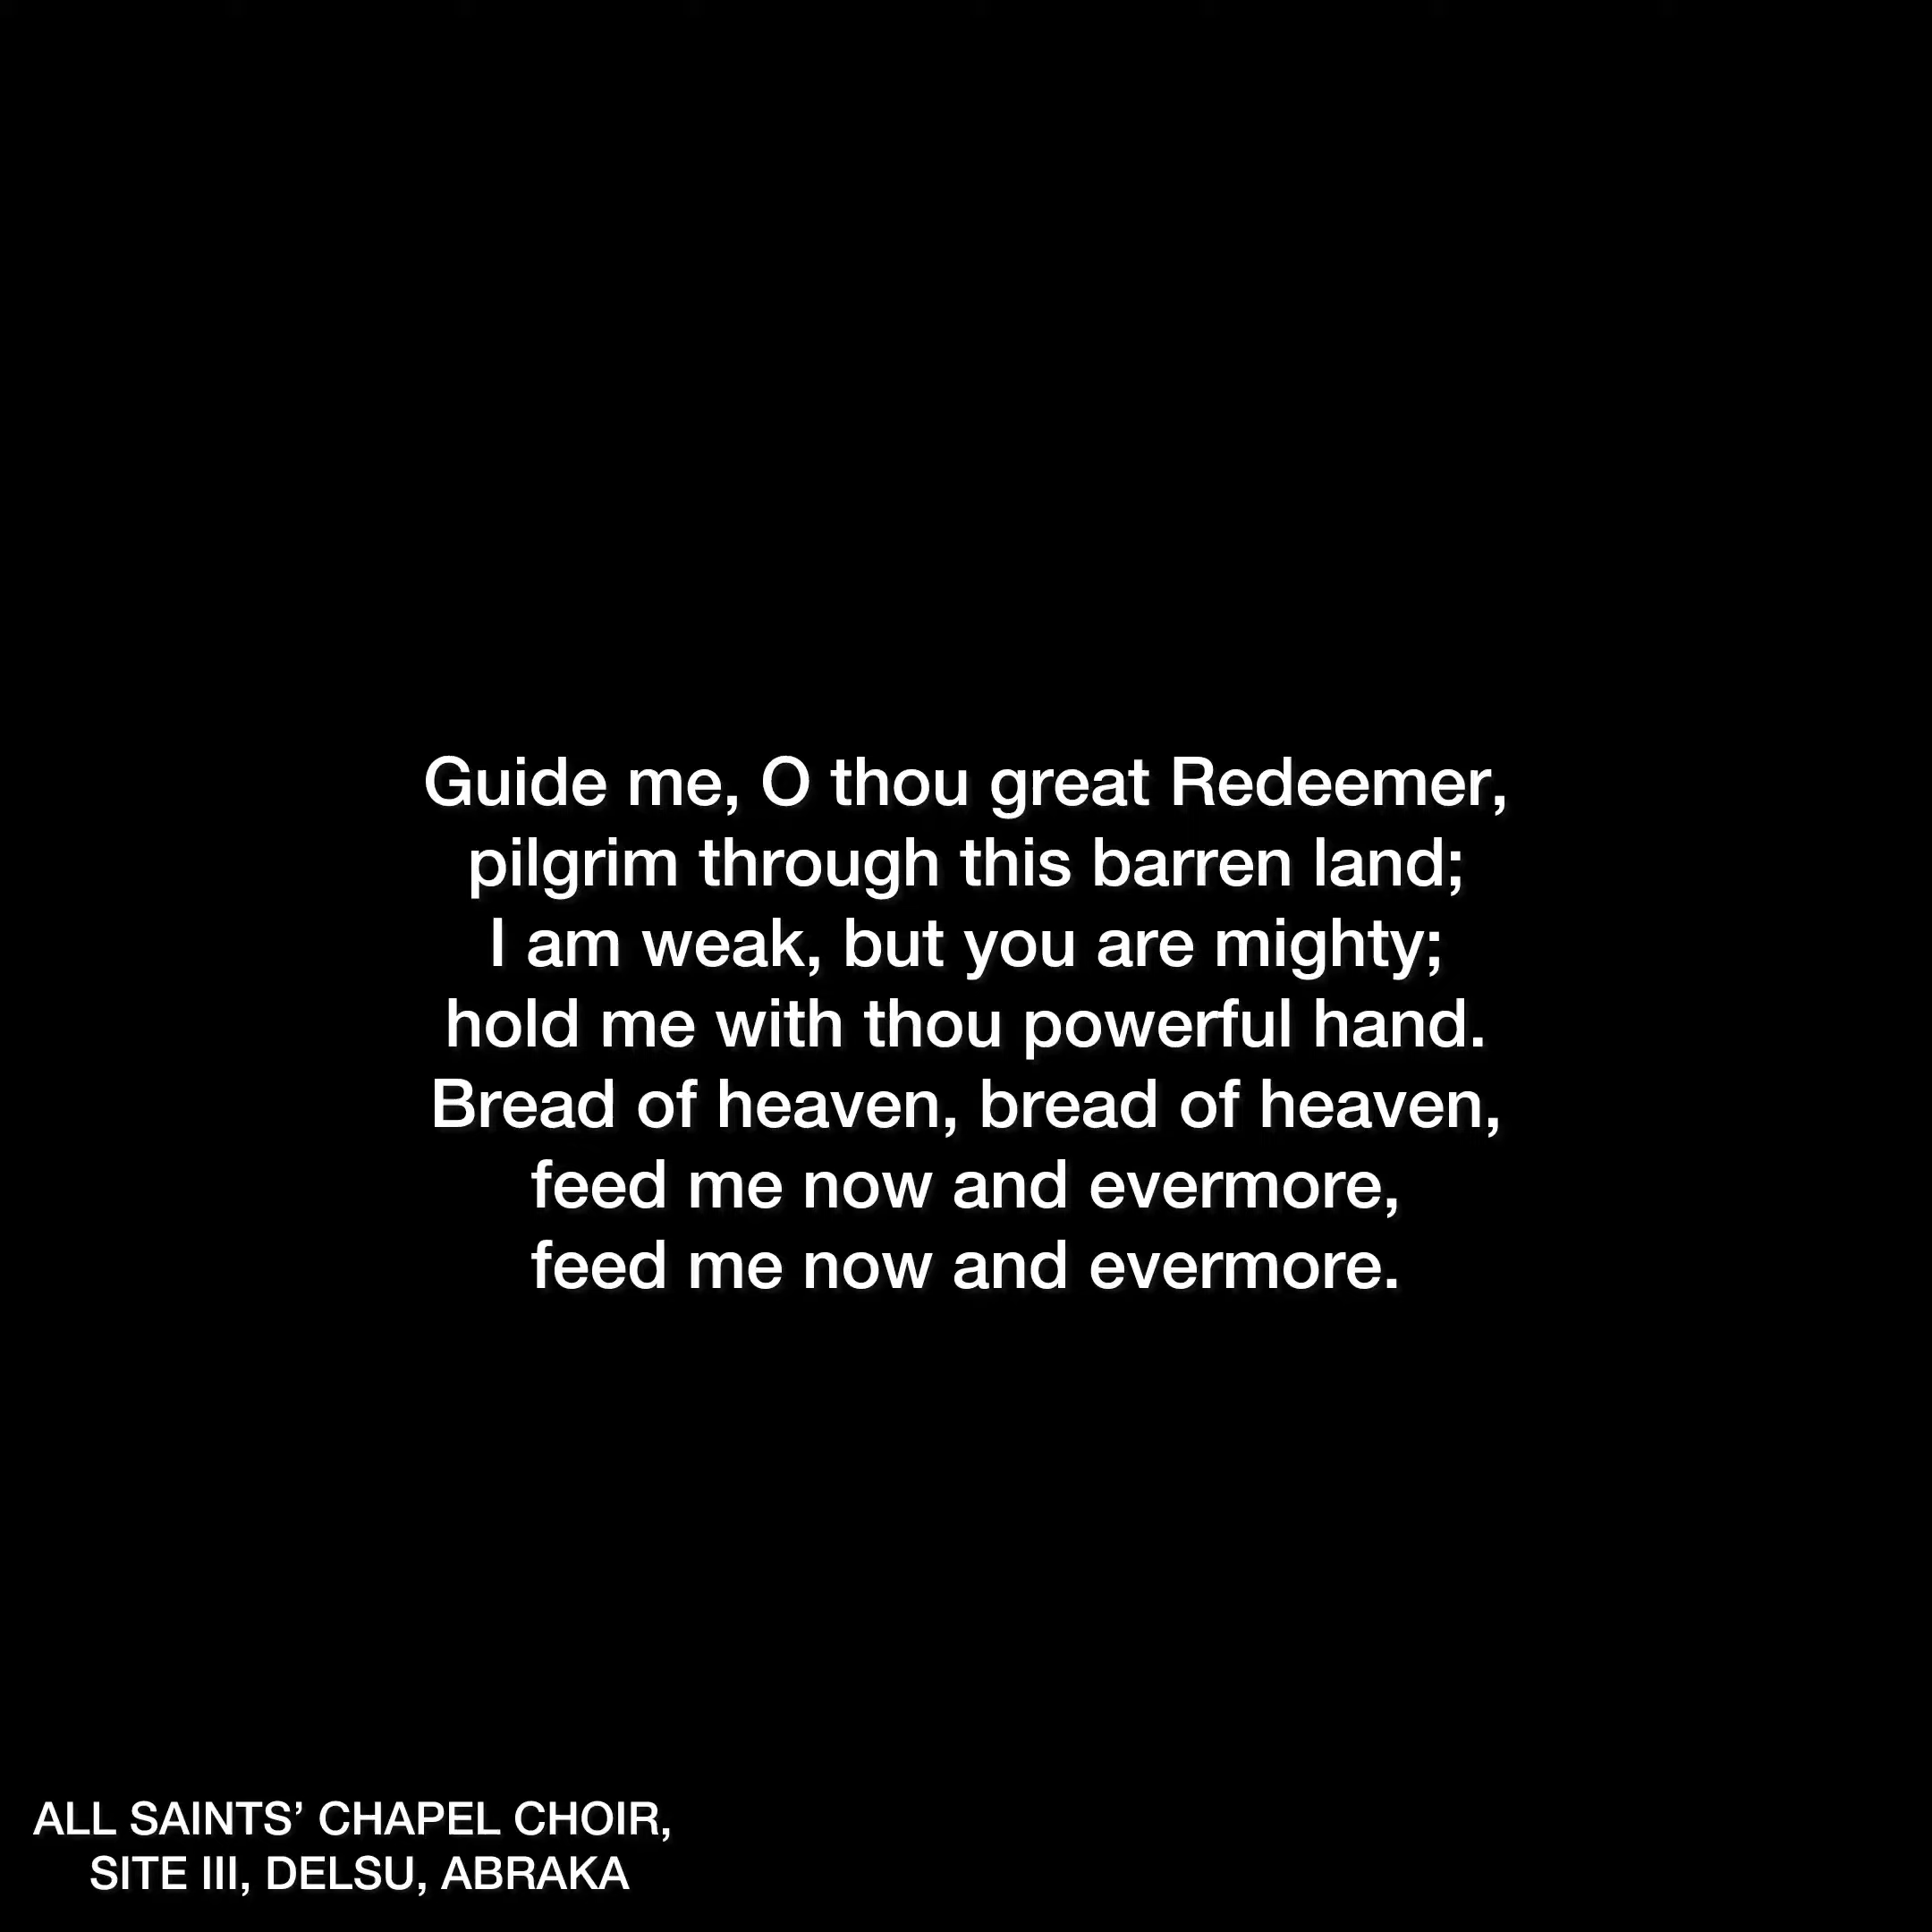 Guide me, O thou great Redeemer,
pilgrim through this barren land;
I am weak, but you are mighty;
hold me with thou powerful hand.
Bread of heaven, bread of heaven,
feed me now and evermore,
feed me now and evermore.
ALL SAINTS’ CHAPEL CHOIR,
SITE III, DELSU, ABRAKA